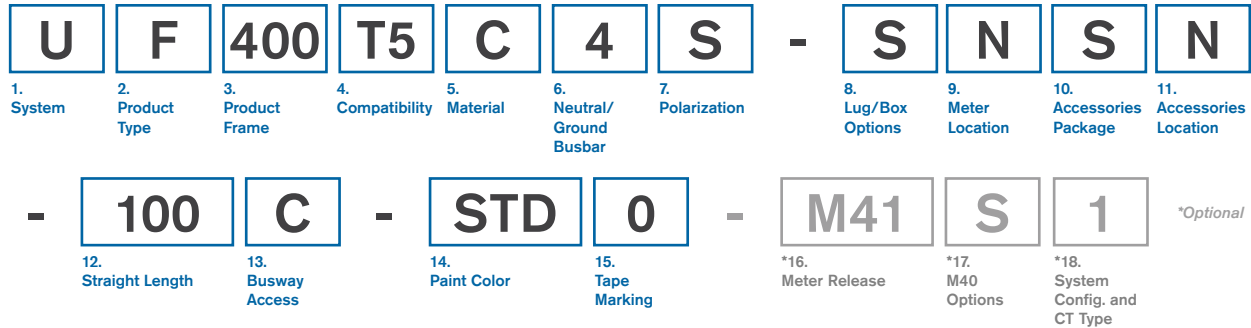 U F 400 T5 C 4 S - S N S N
1. System
2. Product Type
3. Product Frame
4. Compatibility
5. Material
6. Neutral/ Ground Busbar
7. Polarization
8. Lug/Box Options
9. Meter Location
10. Accessories Package
11. Accessories Location
- 100 C - STD 0 - M41 S 1 *Optional
12. Straight Length
13. Busway Access
14. Paint Color
15. Tape Marking
*16. Meter Release
*17. M40 Options
*18. System Config. and CT Type